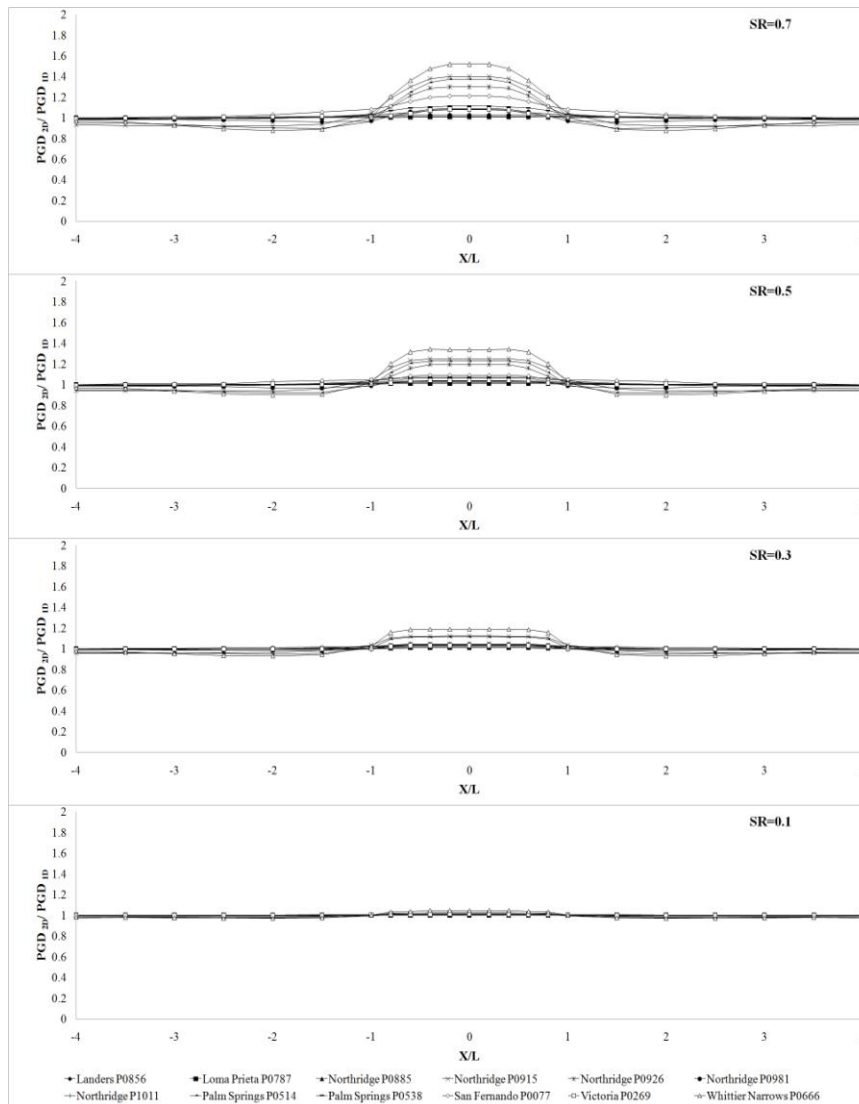 SR=0.7
PGD 2D/ PGD 1D
2
1.8
1.6
1.4
1.2
1
0.8
0.6
0.4
0.2
0
-4 -3 -2 -1 0 1 2 3
X/L
SR=0.5
PGD 2D/ PGD 1D
2
1.8
1.6
1.4
1.2
1
0.8
0.6
0.4
0.2
0
-4 -3 -2 -1 0 1 2 3
X/L
SR=0.3
PGD 2D/ PGD 1D
2
1.8
1.6
1.4
1.2
1
0.8
0.6
0.4
0.2
0
-4 -3 -2 -1 0 1 2 3
X/L
SR=0.1
PGD 2D/ PGD 1D
2
1.8
1.6
1.4
1.2
1
0.8
0.6
0.4
0.2
0
-4 -3 -2 -1 0 1 2 3
X/L
Landers P0856 Loma Prieta P0787 Northridge P0885 Northridge P0915 Northridge P0926 Northridge P0981
Northridge P1011 Palm Springs P0514 Palm Springs P0538 San Fernando P0077 Victoria P0269 Whittier Narrows P0666